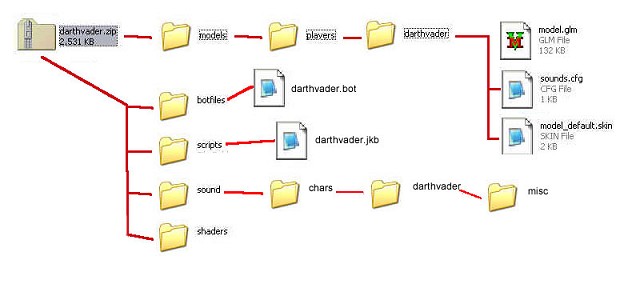 darthvader.zip
2.531 KB
models
players
darthvader
model.glm
GLM File
132 KB
sounds.cfg
CFG File
1 KB
model_default.skin
SKIN File
2 KB
botfiles
darthvader.bot
scripts
darthvader.jkb
sound
chars
darthvader
misc
shaders